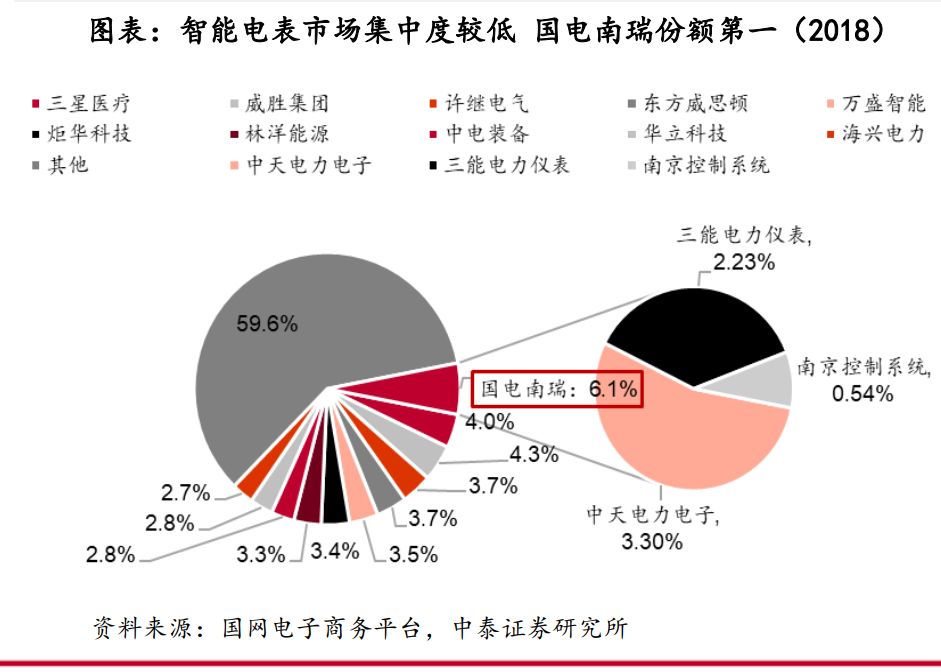 图表：智能电表市场集中度较低 国电南瑞份额第一（2018）
三星医疗 威胜集团 许继电气 东方威思顿 万盛智能
炬华科技 林洋能源 中电装备 华立科技 海兴电力
其他 中天电力电子 三能电力仪表 南京控制系统
三能电力仪表,
2.23%
59.6%
国电南瑞：6.1%
南京控制系统,
0.54%
4.0%
4.3%
3.7%
3.7%
3.5%
3.4%
3.3%
2.8%
2.8%
2.7%
中天电力电子,
3.30%
资料来源：国网电子商务平台，中泰证券研究所